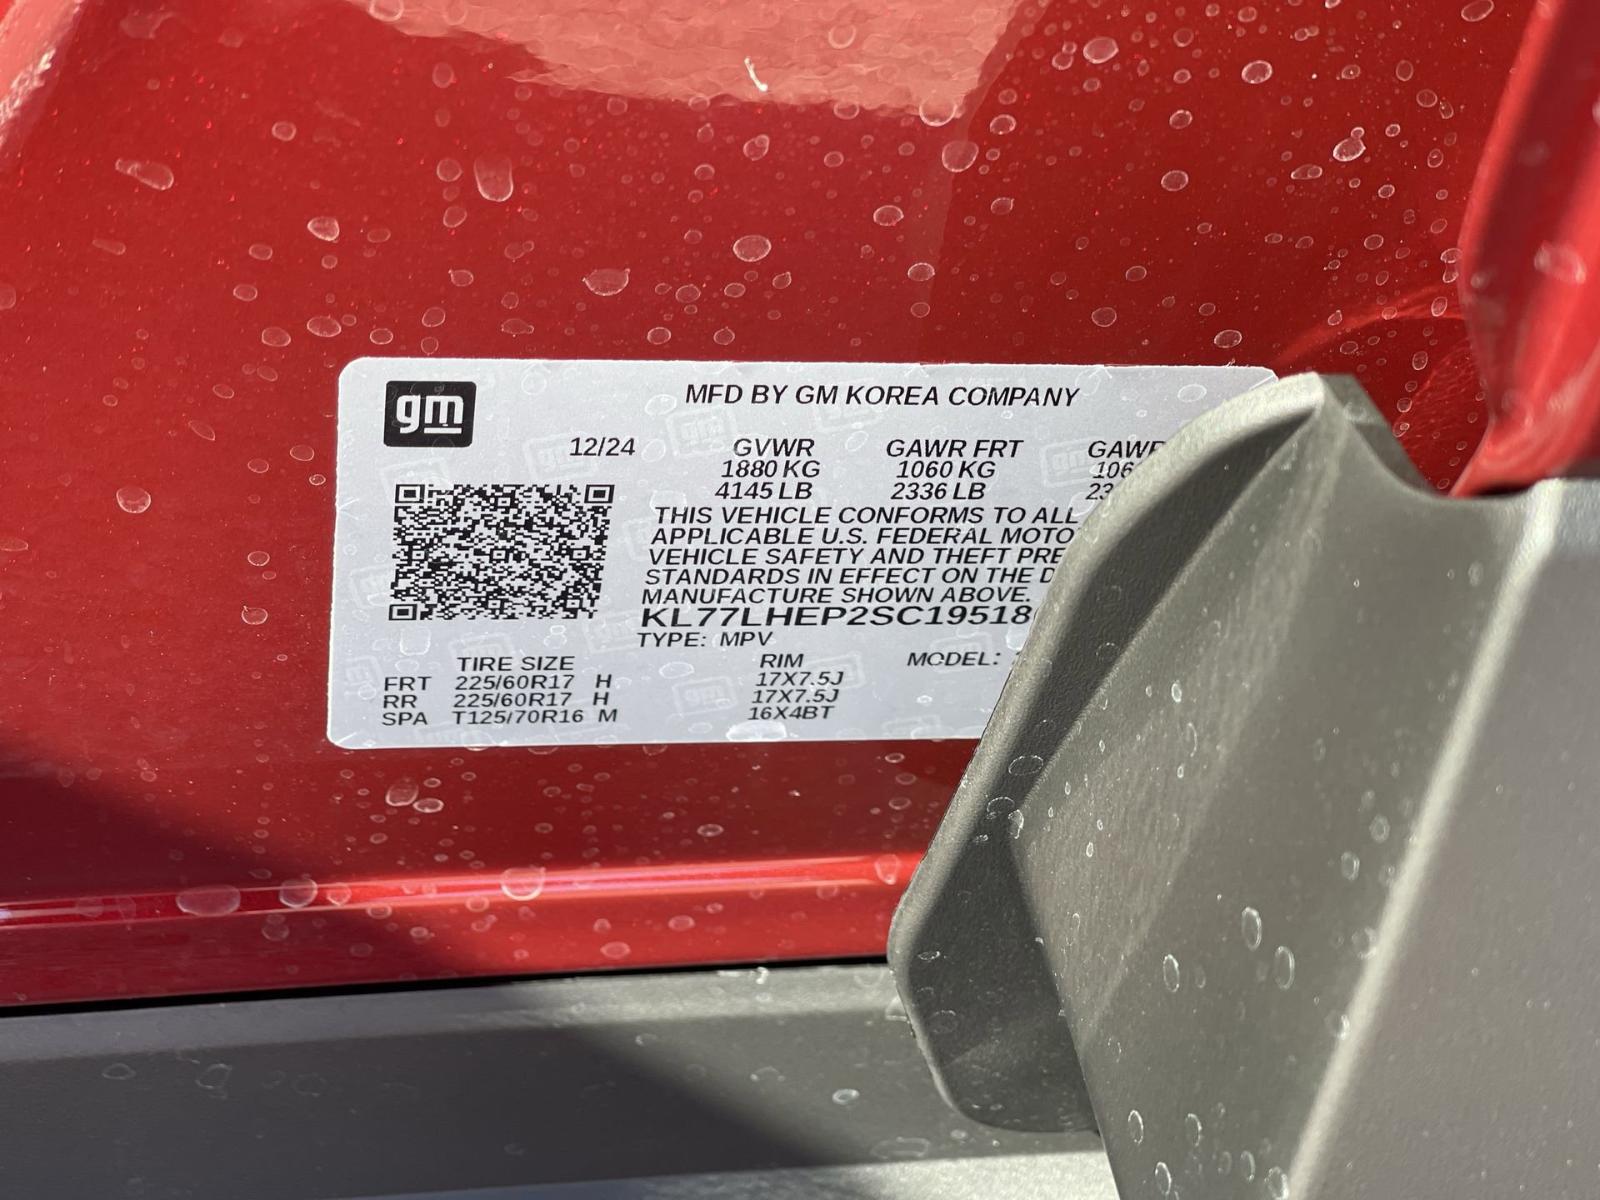 gm
MFD BY GM KOREA COMPANY
12/24 GVWR GAWR FRT
1880 KG 1060 KG
4145 LB 2336 LB
THIS VEHICLE CONFORMS TO ALL
APPLICABLE U.S. FEDERAL
VEHICLE SAFETY AND THEFT
STANDARDS IN EFFECT ON THE
MANUFACTURE SHOWN ABOVE.
KL77LHEP2SC19518
TYPE: MPV
TIRE SIZE RIM MODEL:
FRT 225/60R17 H 17X7.5J
RR 225/60R17 H 17X7.5J
SPA T125/70R16 M 16X4BT